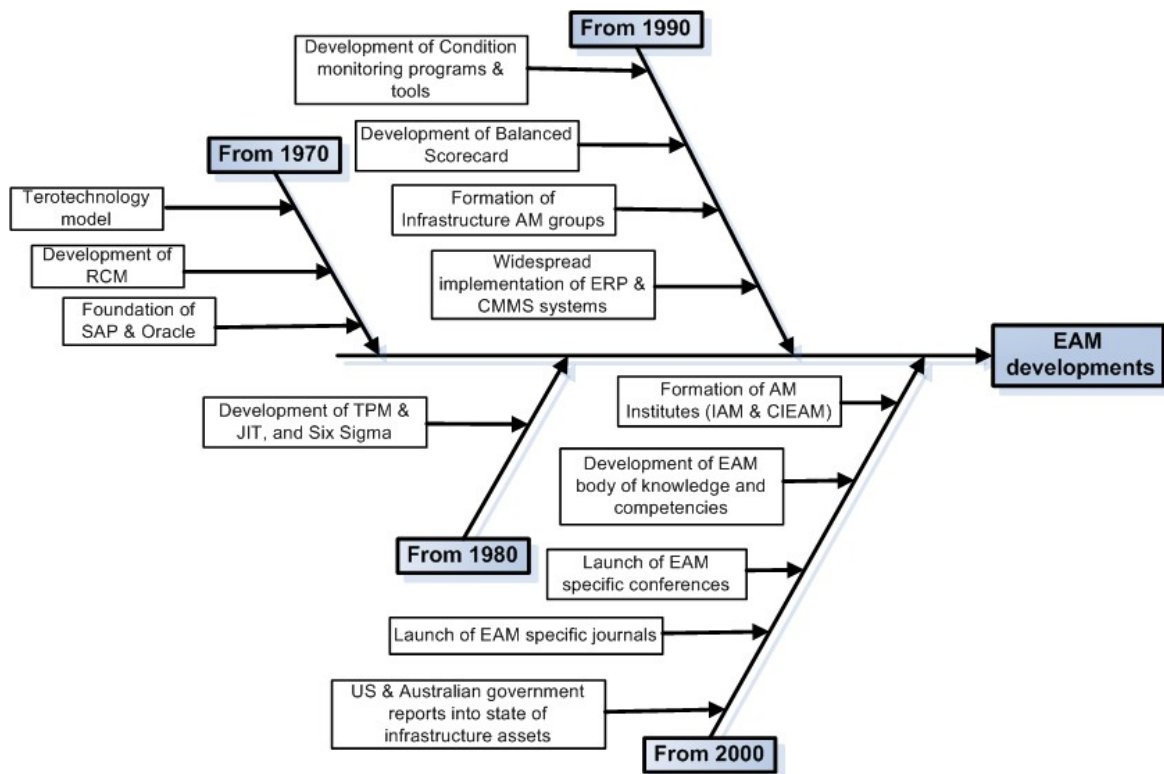 From 1990
Development of Condition
monitoring programs &
tools
Development of Balanced
Scorecard
Formation of
Infrastructure AM groups
Widespread
implementation of ERP &
CMMS systems
From 1970
Terotechnology
model
Development of
RCM
Foundation of
SAP & Oracle
EAM
developments
Development of TPM &
JIT, and Six Sigma
From 1980
Formation of AM
Institutes (IAM & CIEAM)
Development of EAM
body of knowledge and
competencies
Launch of EAM
specific conferences
Launch of EAM specific journals
US & Australian government
reports into state of
infrastructure assets
From 2000